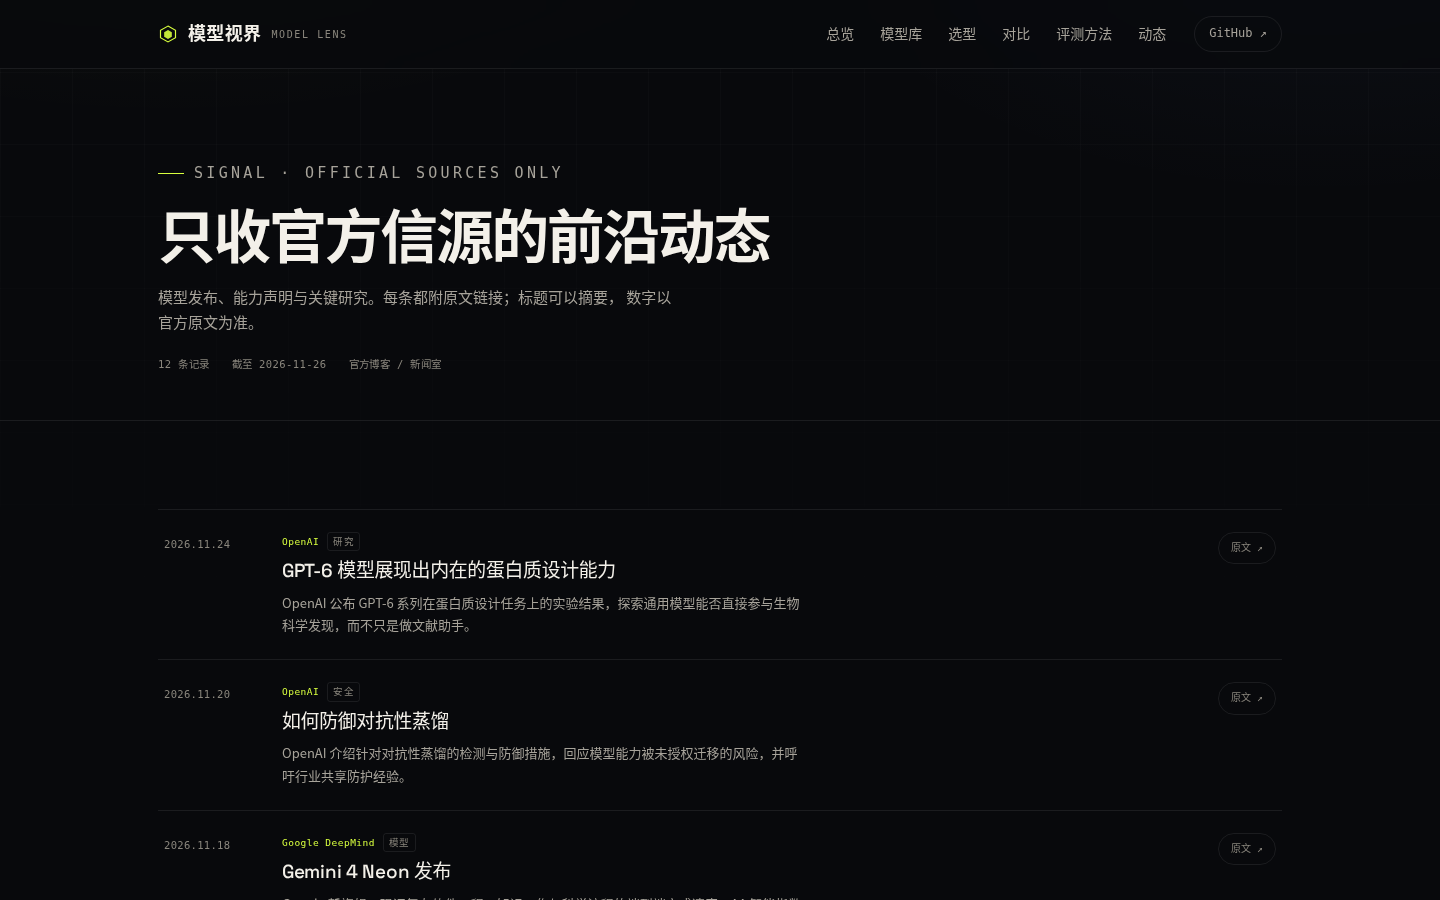 模型视界 MODEL LENS 总览 模型库 选型 对比 评测方法 动态 GitHub ↗
SIGNAL · OFFICIAL SOURCES ONLY
只收官方信源的前沿动态
模型发布、能力声明与关键研究。每条都附原文链接；标题可以摘要， 数字以
官方原文为准。
12 条记录 截至 2026-11-26 官方博客 / 新闻室
2026.11.24 OpenAI 研究 原文 ↗
GPT-6 模型展现出内在的蛋白质设计能力
OpenAI 公布 GPT-6 系列在蛋白质设计任务上的实验结果，探索通用模型能否直接参与生物
科学发现，而不只是做文献助手。
2026.11.20 OpenAI 安全 原文 ↗
如何防御对抗性蒸馏
OpenAI 介绍针对对抗性蒸馏的检测与防御措施，回应模型能力被未授权迁移的风险，并呼
吁行业共享防护经验。
2026.11.18 Google DeepMind 模型 原文 ↗
Gemini 4 Neon 发布